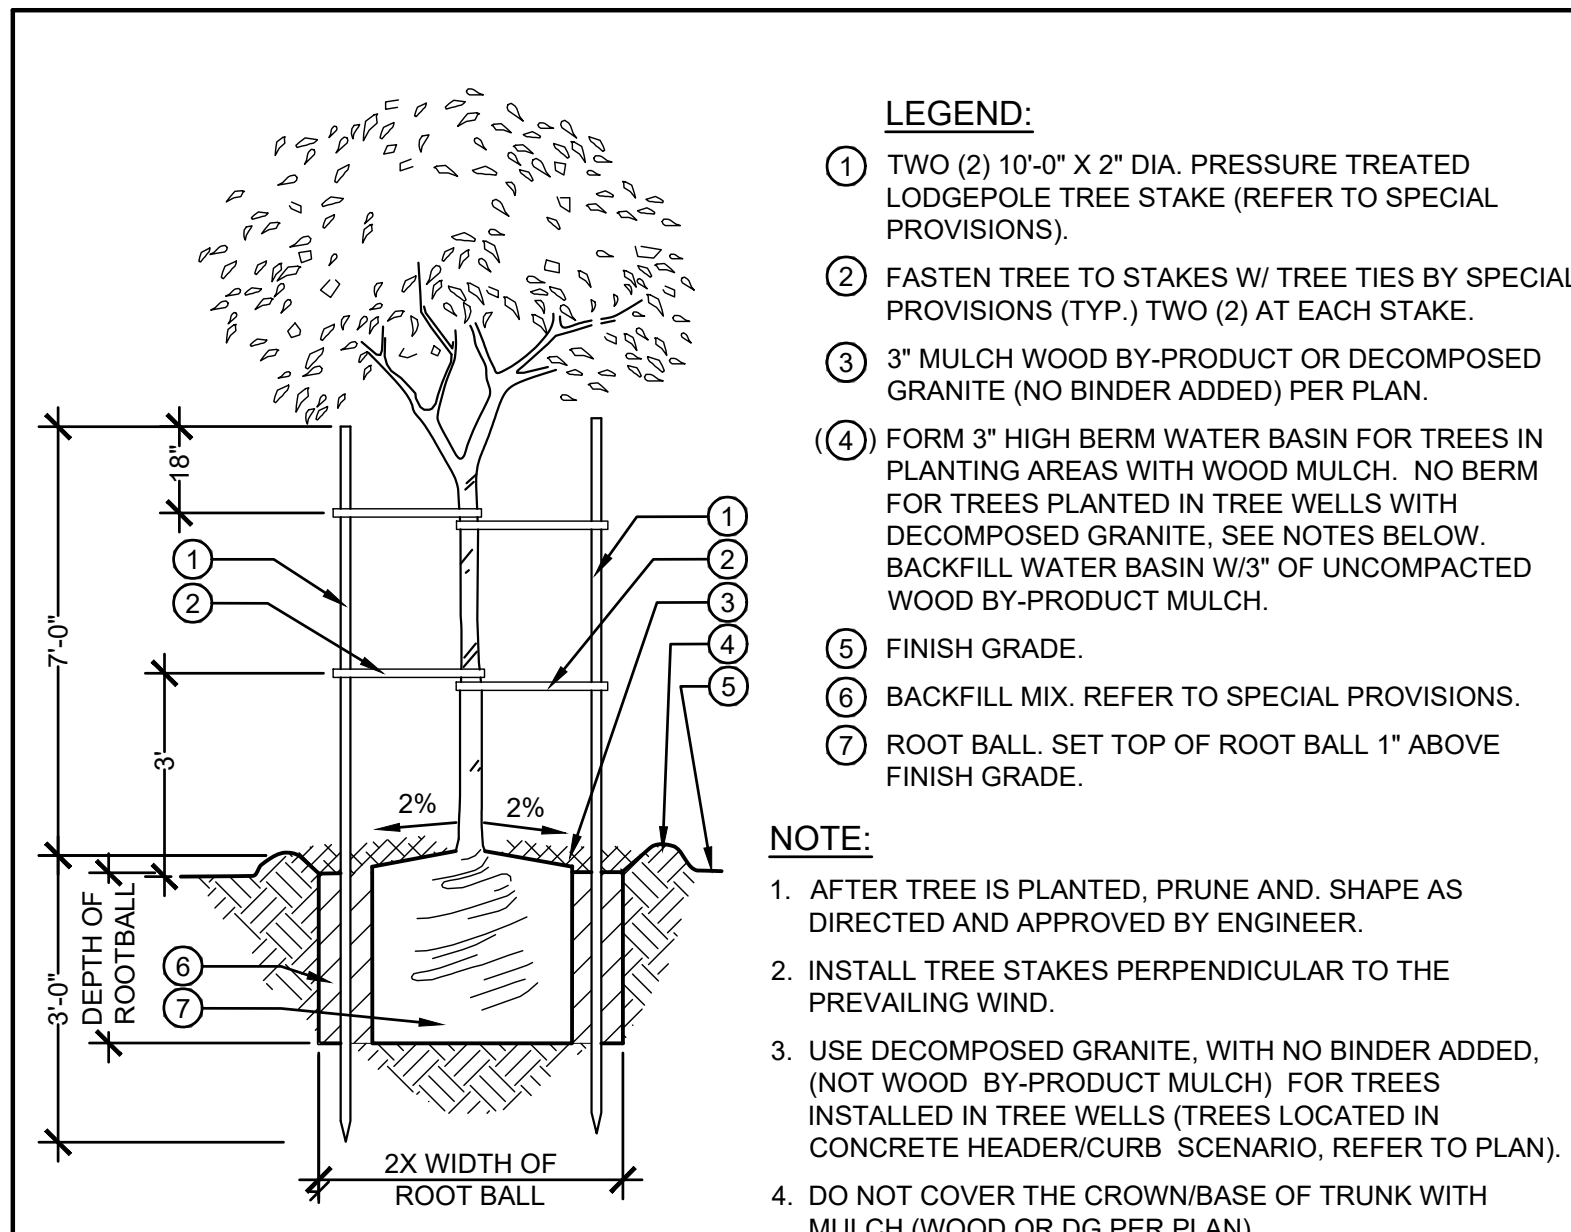 LEGEND:
1 TWO (2) 10'-0" X 2" DIA. PRESSURE TREATED
LODGEPOLE TREE STAKE (REFER TO SPECIAL
PROVISIONS).
2 FASTEN TREE TO STAKES W/ TREE TIES BY SPECIAL
PROVISIONS (TYP.) TWO (2) AT EACH STAKE.
3 3" MULCH WOOD BY-PRODUCT OR DECOMPOSED
GRANITE (NO BINDER ADDED) PER PLAN.
((4)) FORM 3" HIGH BERM WATER BASIN FOR TREES IN
PLANTING AREAS WITH WOOD MULCH. NO BERM
FOR TREES PLANTED IN TREE WELLS WITH
DECOMPOSED GRANITE, SEE NOTES BELOW.
BACKFILL WATER BASIN W/3" OF UNCOMPACTED
WOOD BY-PRODUCT MULCH.
5 FINISH GRADE.
6 BACKFILL MIX. REFER TO SPECIAL PROVISIONS.
7 ROOT BALL. SET TOP OF ROOT BALL 1" ABOVE
FINISH GRADE.
NOTE:
1. AFTER TREE IS PLANTED, PRUNE AND. SHAPE AS
DIRECTED AND APPROVED BY ENGINEER.
2. INSTALL TREE STAKES PERPENDICULAR TO THE
PREVAILING WIND.
3. USE DECOMPOSED GRANITE, WITH NO BINDER ADDED,
(NOT WOOD BY-PRODUCT MULCH) FOR TREES
INSTALLED IN TREE WELLS (TREES LOCATED IN
CONCRETE HEADER/CURB SCENARIO, REFER TO PLAN).
4. DO NOT COVER THE CROWN/BASE OF TRUNK WITH
MULCH (WOOD OR DG PER PLAN)
18"
7'-0"
3"
3'-0"
DEPTH OF
ROOTBALL
1
2
1
2
3
4
5
2% 2%
6
7
2X WIDTH OF
ROOT BALL